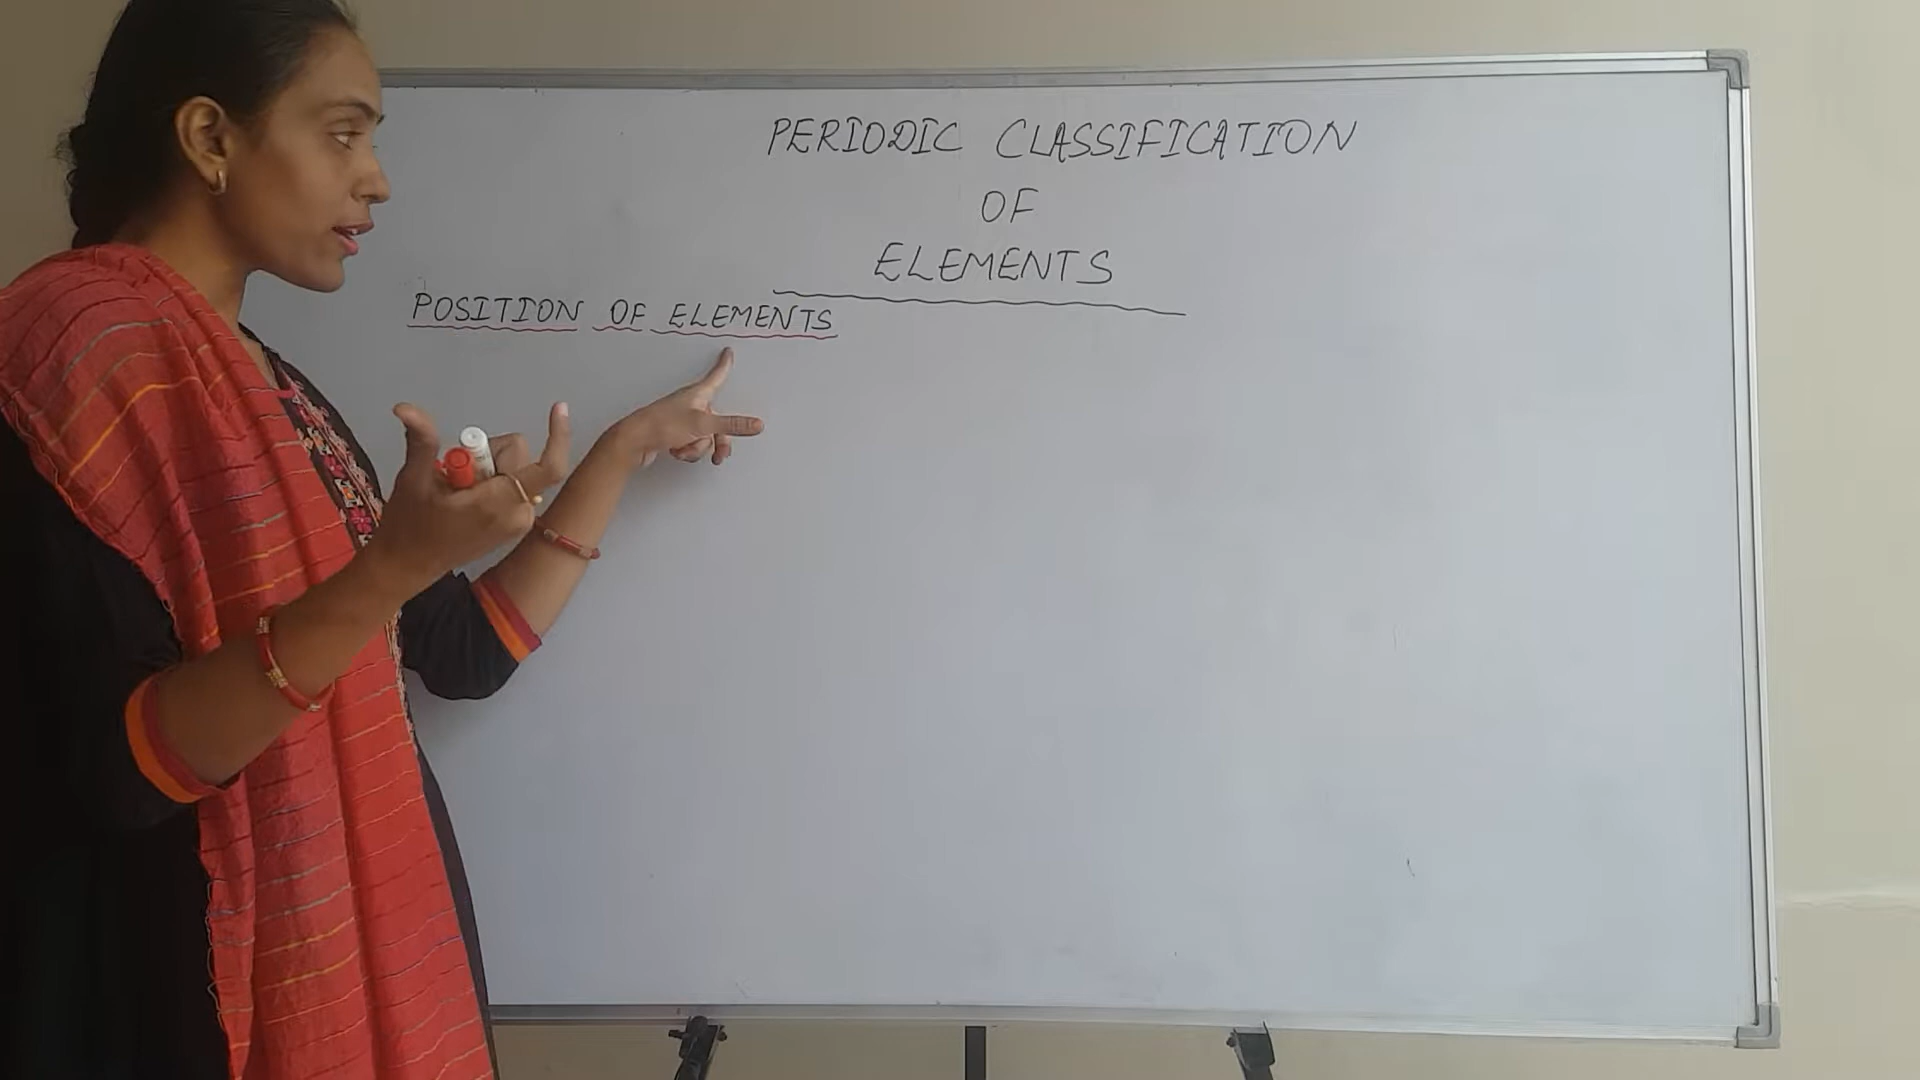 PERIODIC CLASSIFICATION
OF
ELEMENTS
POSITION OF ELEMENTS